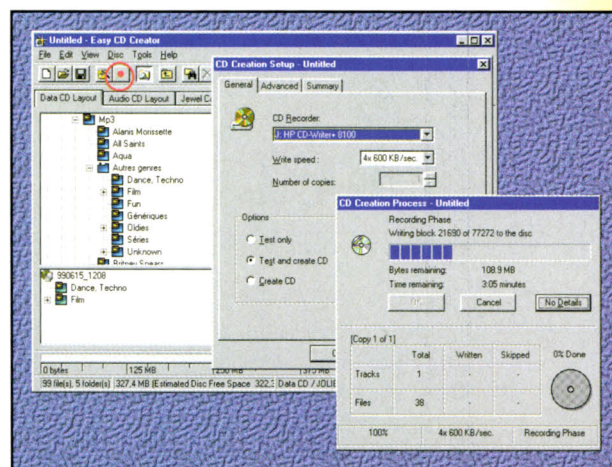 Untitled - Easy CD Creator
File Edit View Disc Tools Help
Data CD Layout Audio CD Layout Jewel C
Mp3
Alanis Morissette
All Saints
Aqua
Autres genres
Dance, Techno
Film
Fun
Génériques
Oldies
Séries
Unknown
Britney Spears
990615_1208
Dance, Techno
Film
0 bytes 125 MB 250 MB 375 MB
99 file(s), 5 folder(s) 327,4 MB (Estimated Disc Free Space 322, Data CD / JOLIE
CD Creation Setup - Untitled
General Advanced Summary
CD Recorder:
J: HP CD-Writer+ 8100
Write speed: 4x 600 KB/sec.
Number of copies:
Options
Test only
Test and create CD
Create CD
CD Creation Process - Untitled
Recording Phase
Writing block 21690 of 77272 to the disc
Bytes remaining: 108.9 MB
Time remaining: 3:05 minutes
OK Cancel No Details
[Copy 1 of 1]
Total Written Skipped 0% Done
Tracks 1 - -
Files 38 - -
100% 4x 600 KB/sec. Recording Phase